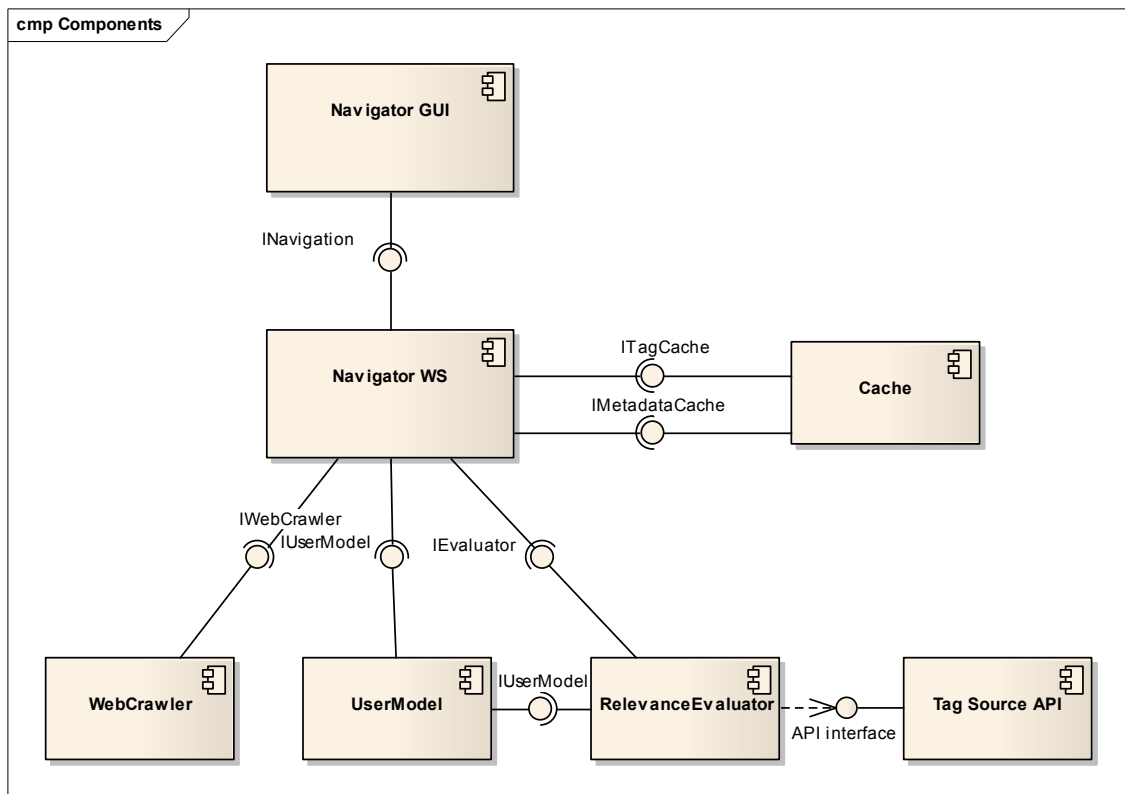 cmp Components
Navigator GUI
INavigation
Navigator WS
ITagCache
IMetadataCache
Cache
IWebCrawler
IUserModel
IEvaluator
WebCrawler
UserModel
IUserModel
RelevanceEvaluator
API interface
Tag Source API